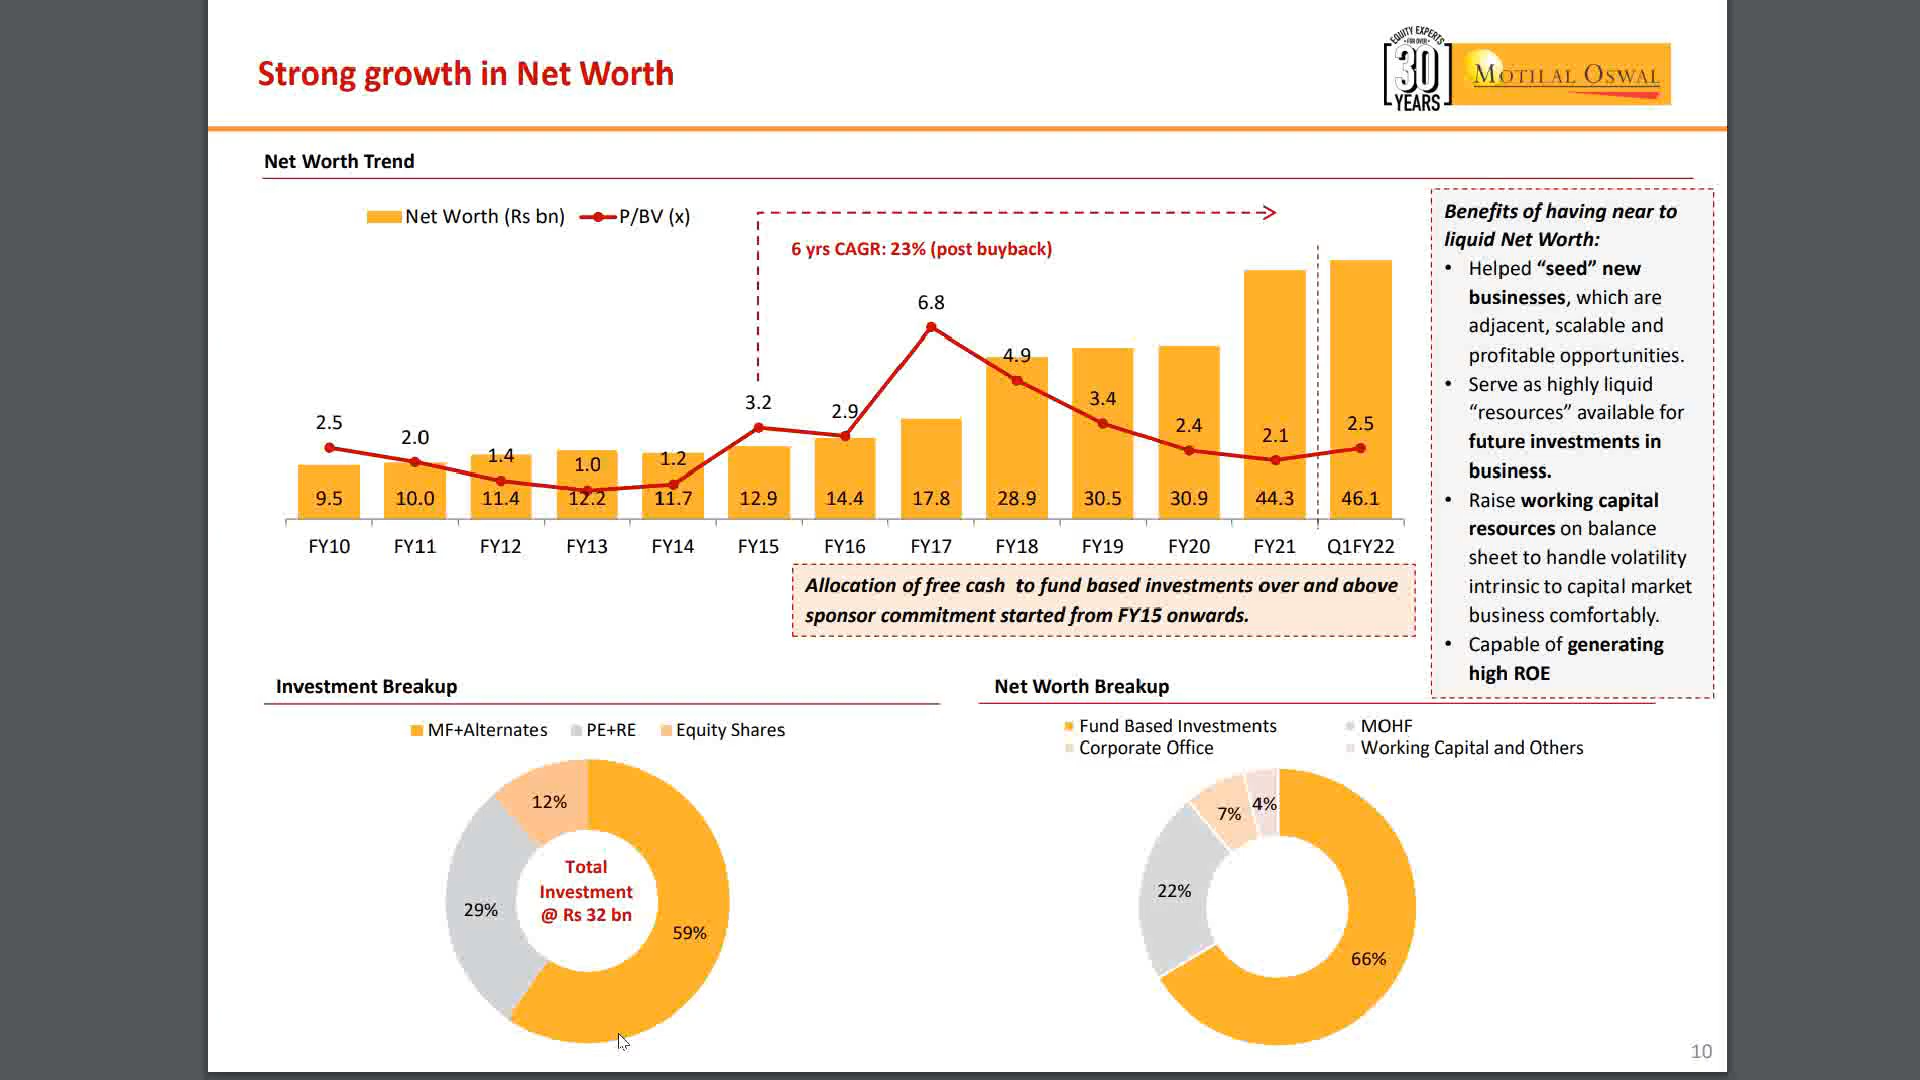 Strong growth in Net Worth
EQUITY EXPERTS
FOR OVER
30
YEARS
MOTILAL OSWAL
Net Worth Trend
Net Worth (Rs bn) P/BV (x)
6 yrs CAGR: 23% (post buyback)
2.5 2.0 1.4 1.0 1.2 3.2 2.9 6.8 4.9 3.4 2.4 2.1 2.5
9.5 10.0 11.4 12.2 11.7 12.9 14.4 17.8 28.9 30.5 30.9 44.3 46.1
FY10 FY11 FY12 FY13 FY14 FY15 FY16 FY17 FY18 FY19 FY20 FY21 Q1FY22
Allocation of free cash to fund based investments over and above
sponsor commitment started from FY15 onwards.
Benefits of having near to
liquid Net Worth:
• Helped “seed” new
businesses, which are
adjacent, scalable and
profitable opportunities.
• Serve as highly liquid
“resources” available for
future investments in
business.
• Raise working capital
resources on balance
sheet to handle volatility
intrinsic to capital market
business comfortably.
• Capable of generating
high ROE
Investment Breakup
MF+Alternates PE+RE Equity Shares
12%
29%
59%
Total
Investment
@ Rs 32 bn
Net Worth Breakup
Fund Based Investments MOHF
Corporate Office Working Capital and Others
4%
7%
22%
66%
10